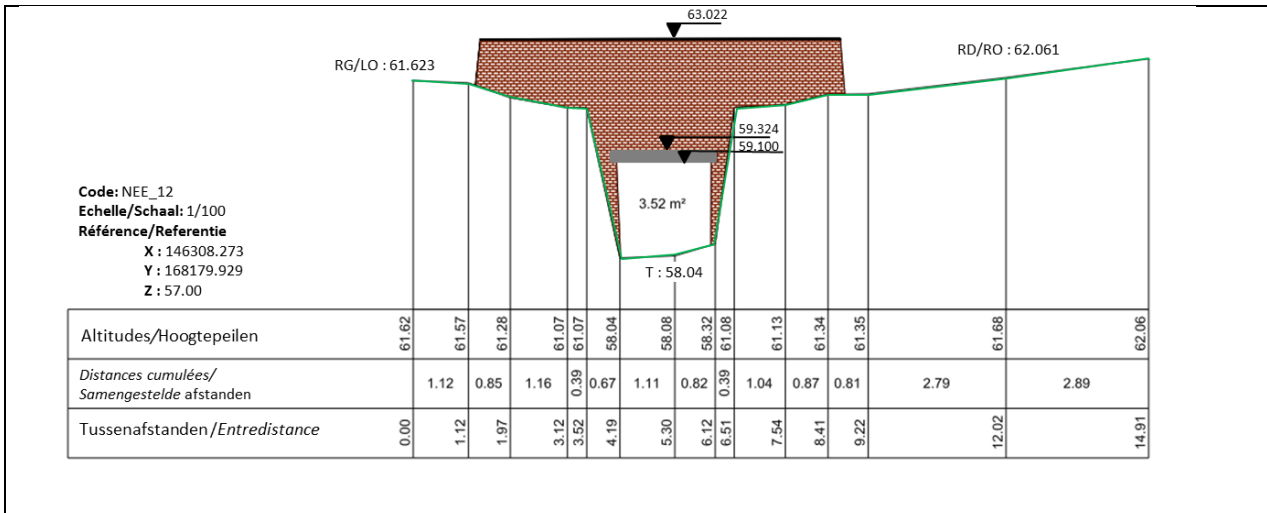 63.022
RG/LO : 61.623
RD/RO : 62.061
59.324
59.100
3.52 m²
T : 58.04
Code: NEE_12
Echelle/Schaal: 1/100
Référence/Referentie
X : 146308.273
Y : 168179.929
Z : 57.00
Altitudes/Hoogtepeilen 61.62 61.57 61.28 61.07 61.07 58.04 58.08 58.32 61.08 61.13 61.34 61.35 61.68 62.06
Distances cumulées/
Samengestelde afstanden 1.12 0.85 1.16 0.39 0.67 1.11 0.82 0.39 1.04 0.87 0.81 2.79 2.89
Tussenafstanden/Entredistance 0.00 1.12 1.97 3.12 3.52 4.19 5.30 6.12 6.51 7.54 8.41 9.22 12.02 14.91